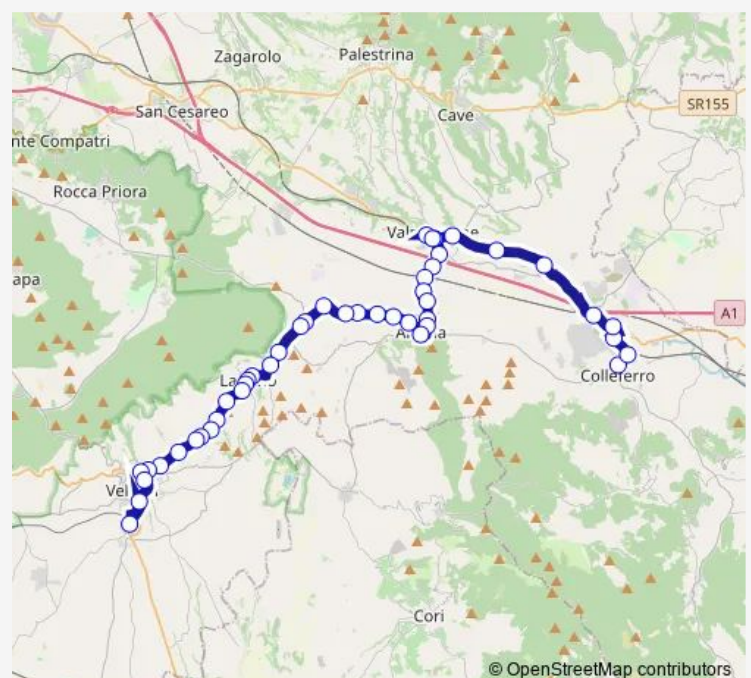 Zagarolo
Palestrina
San Cesareo
Cave
SR155
nte Compatri
Rocca Priora
apa
A1
Colleferro
Cori
© OpenStreetMap contributors